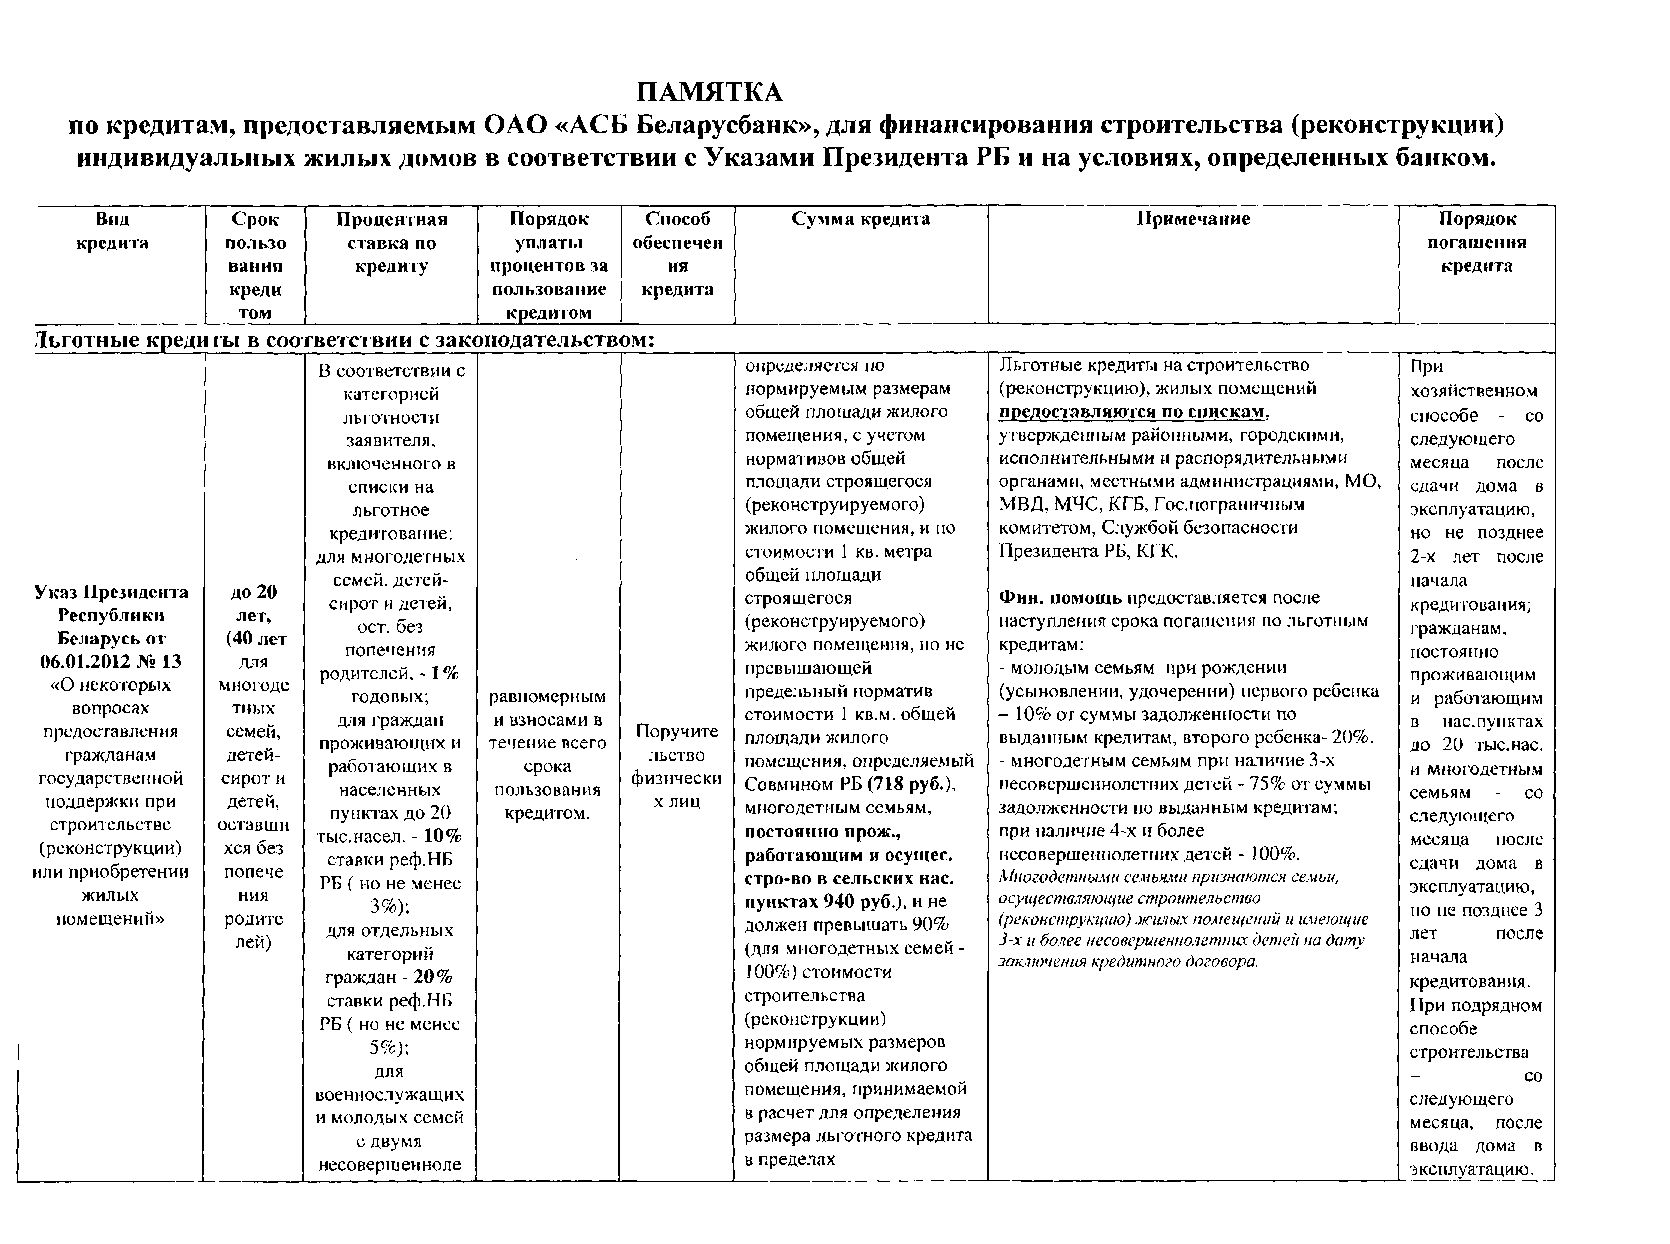 ПАМЯТКА
по кредитам, предоставляемым ОАО «АСБ Беларусбанк», для финансирования строительства (реконструкции)
индивидуальных жилых домов в соответствии с Указами Президента РБ и на условиях, определенных банком.
Вид
кредита
Срок
пользо
вания
креди
том
Процентная
ставка по
кредиту
Порядок
уплаты
процентов за
пользование
кредитом
Способ
обеспечен
ия
кредита
Сумма кредита
Примечание
Порядок
погашения
кредита
Льготные кредиты в соответствии с законодательством:
Указ Президента
Республики
Беларусь от
06.01.2012 № 13
«О некоторых
вопросах
предоставления
гражданам
государственной
поддержки при
строительстве
(реконструкции)
или приобретении
жилых
помещений»
до 20
лет,
(40 лет
для
многоде
тных
семей,
детей-
сирот и
детей,
оставши
хся без
попече
ния
родите
лей)
В соответствии с
категорией
льготности
заявителя,
включенного в
списки на
льготное
кредитование:
для многодетных
семей, детей-
сирот и детей,
ост. без
попечения
родителей, - 1%
годовых;
для граждан
проживающих и
работающих в
населенных
пунктах до 20
тыс.насел. - 10%
ставки реф.НБ
РБ ( но не менее
3%);
для отдельных
категорий
граждан - 20%
ставки реф.НБ
РБ ( но не менее
5%);
для
военнослужащих
и молодых семей
с двумя
несовершенноле
равномерным
и взносами в
течение всего
срока
пользования
кредитом.
Поручите
льство
физически
х лиц
определяется по
нормируемым размерам
общей площади жилого
помещения, с учетом
нормативов общей
площади строящегося
(реконструируемого)
жилого помещения, и по
стоимости 1 кв. метра
общей площади
строящегося
(реконструируемого)
жилого помещения, но не
превышающей
предельный норматив
стоимости 1 кв.м. общей
площади жилого
помещения, определяемый
Совмином РБ (718 руб.),
многодетным семьям,
постоянно прож.,
работающим и осущес.
стро-во в сельских нас.
пунктах 940 руб.), и не
должен превышать 90%
(для многодетных семей -
100%) стоимости
строительства
(реконструкции)
нормируемых размеров
общей площади жилого
помещения, принимаемой
в расчет для определения
размера льготного кредита
в пределах
Льготные кредиты на строительство
(реконструкцию), жилых помещений
предоставляются по спискам,
утвержденным районными, городскими,
исполнительными и распорядительными
органами, местными администрациями, МО,
МВД, МЧС, КГБ, Гос.пограничным
комитетом, Службой безопасности
Президента РБ, КГК.
Фин. помощь предоставляется после
наступления срока погашения по льготным
кредитам:
- молодым семьям при рождении
(усыновлении, удочерении) первого ребенка
– 10% от суммы задолженности по
выданным кредитам, второго ребенка- 20%.
- многодетным семьям при наличие 3-х
несовершеннолетних детей - 75% от суммы
задолженности по выданным кредитам;
при наличие 4-х и более
несовершеннолетних детей - 100%.
Многодетными семьями признаются семьи,
осуществляющие строительство
(реконструкцию) жилых помещений и имеющие
3-х и более несовершеннолетних детей на дату
заключения кредитного договора.
При
хозяйственном
способе - со
следующего
месяца после
сдачи дома в
эксплуатацию,
но не позднее
2-х лет после
начала
кредитования;
гражданам,
постоянно
проживающим
и работающим
в нас.пунктах
до 20 тыс.нас.
и многодетным
семьям - со
следующего
месяца после
сдачи дома в
эксплуатацию,
но не позднее 3
лет после
начала
кредитования.
При подрядном
способе
строительства
– со
следующего
месяца, после
ввода дома в
эксплуатацию.